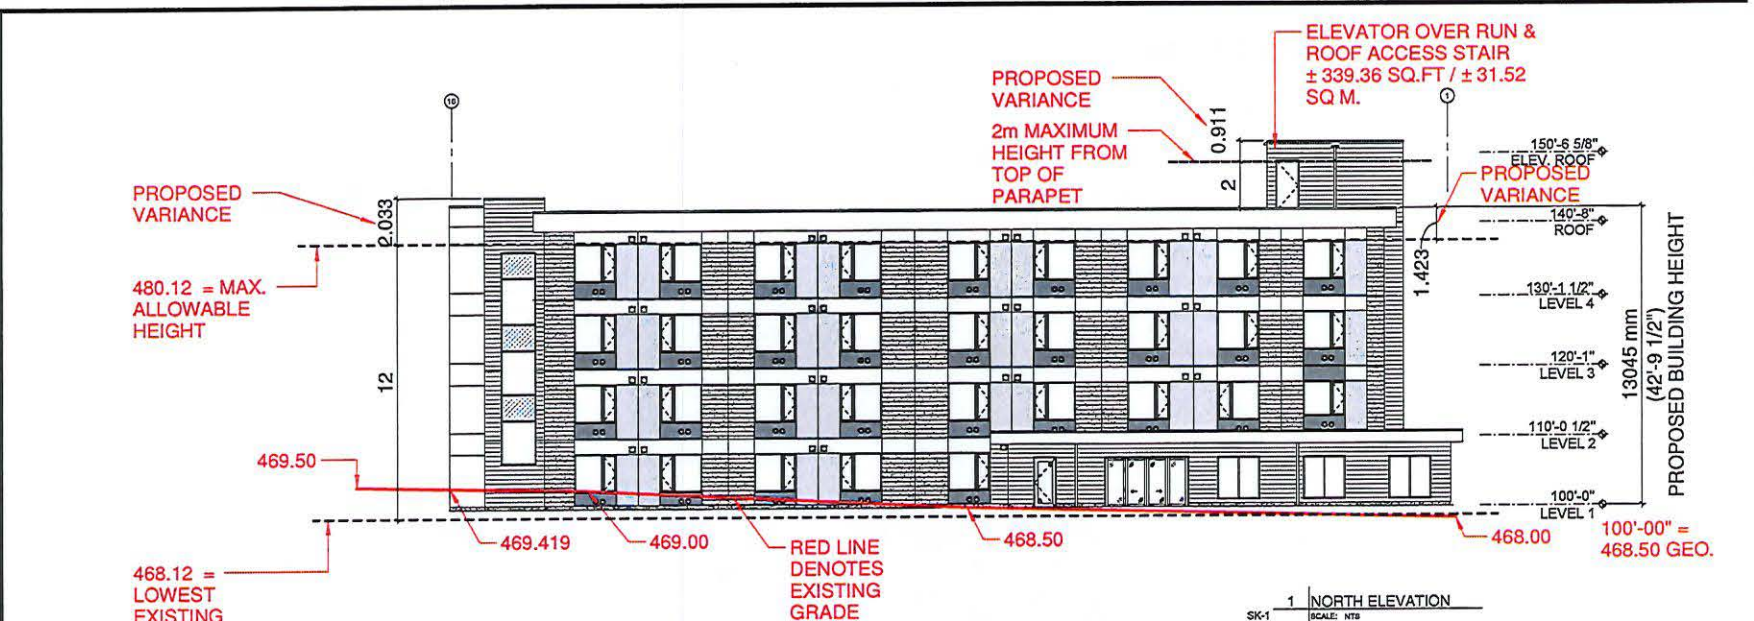 ELEVATOR OVER RUN &
ROOF ACCESS STAIR
± 339.36 SQ.FT / ± 31.52
SQ M.
PROPOSED
VARIANCE
0.911
2m MAXIMUM
HEIGHT FROM
TOP OF
PARAPET
2
10
1
150'-6 5/8"
ELEV. ROOF
PROPOSED
VARIANCE
140'-8"
ROOF
1.423
130'-1 1/2"
LEVEL 4
120'-1"
LEVEL 3
110'-0 1/2"
LEVEL 2
100'-0"
LEVEL 1
13045 mm
(42'-9 1/2")
PROPOSED BUILDING HEIGHT
100'-00" =
468.50 GEO.
PROPOSED
VARIANCE
2.033
480.12 = MAX.
ALLOWABLE
HEIGHT
12
469.50
469.419
469.00
468.50
468.00
RED LINE
DENOTES
EXISTING
GRADE
468.12 =
LOWEST
EXISTING
1 NORTH ELEVATION
SK-1 SCALE: NTS